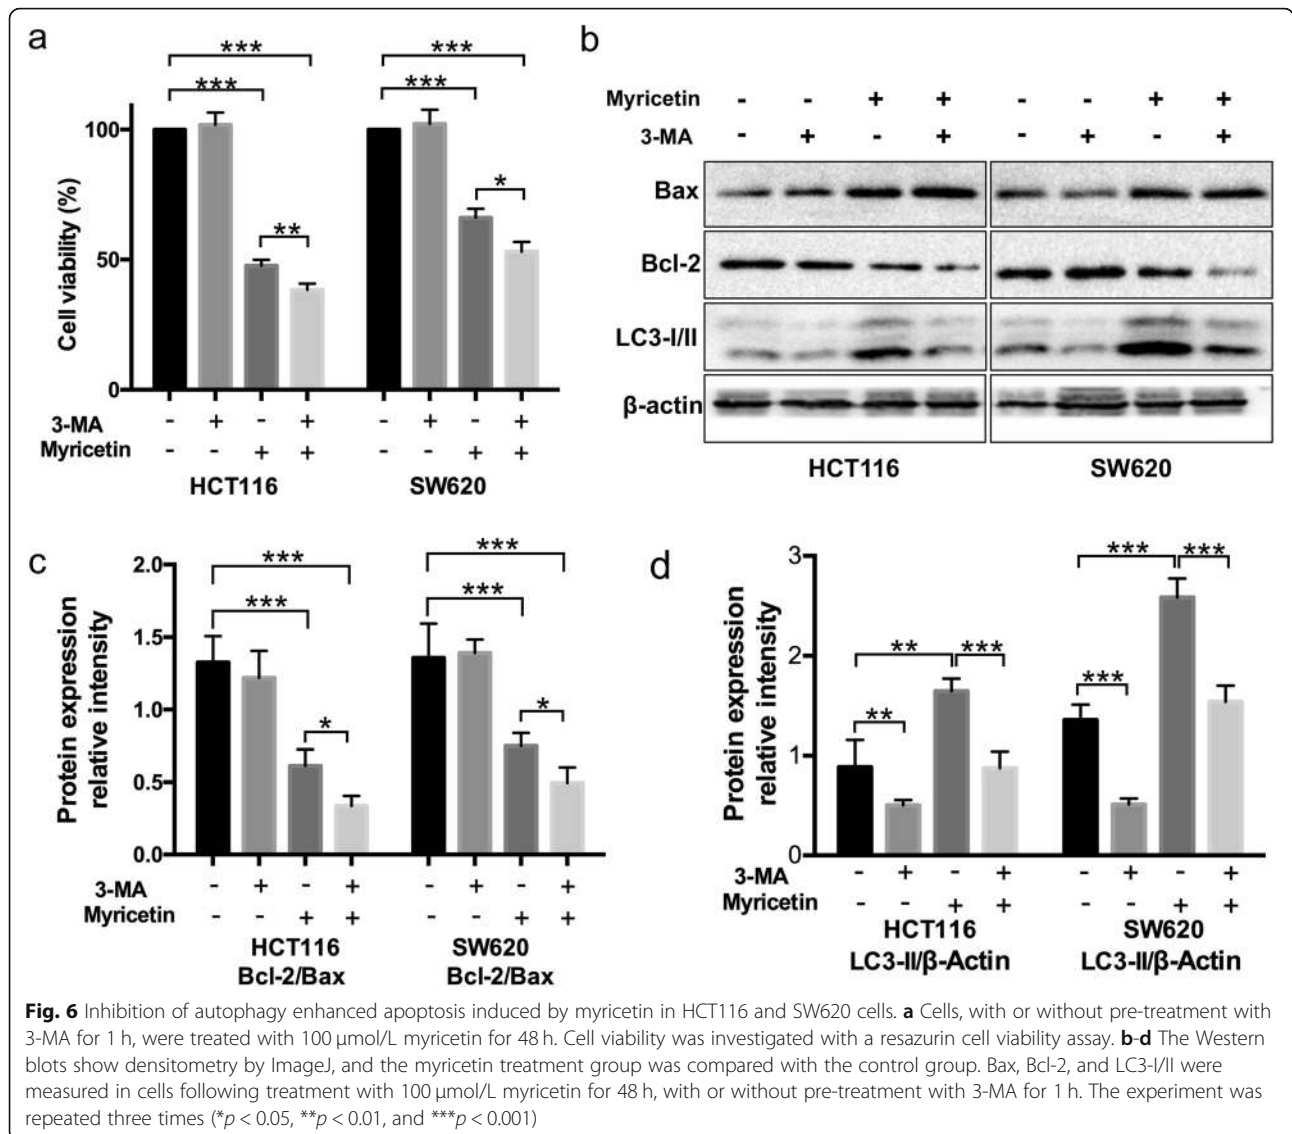 a
***
***
***
***
**
*
Cell viability (%)
100
50
0
3-MA - + - + - + - +
Myricetin - - + + - - + +
HCT116 SW620
b
Myricetin - - + + - - + +
3-MA - + - + - + - +
Bax
Bcl-2
LC3-I/II
β-actin
HCT116 SW620
c
Protein expression
relative intensity
2.0
1.5
1.0
0.5
0.0
***
***
***
***
*
*
3-MA - + - + - + - +
Myricetin - - + + - - + +
HCT116 SW620
Bcl-2/Bax Bcl-2/Bax
d
Protein expression
relative intensity
3
2
1
0
***
***
**
***
***
**
3-MA - + - + - + - +
Myricetin - - + + - - + +
HCT116 SW620
LC3-II/β-Actin LC3-II/β-Actin
Fig. 6 Inhibition of autophagy enhanced apoptosis induced by myricetin in HCT116 and SW620 cells. a Cells, with or without pre-treatment with
3-MA for 1 h, were treated with 100 μmol/L myricetin for 48 h. Cell viability was investigated with a resazurin cell viability assay. b-d The Western
blots show densitometry by ImageJ, and the myricetin treatment group was compared with the control group. Bax, Bcl-2, and LC3-I/II were
measured in cells following treatment with 100 μmol/L myricetin for 48 h, with or without pre-treatment with 3-MA for 1 h. The experiment was
repeated three times (*p < 0.05, **p < 0.01, and ***p < 0.001)